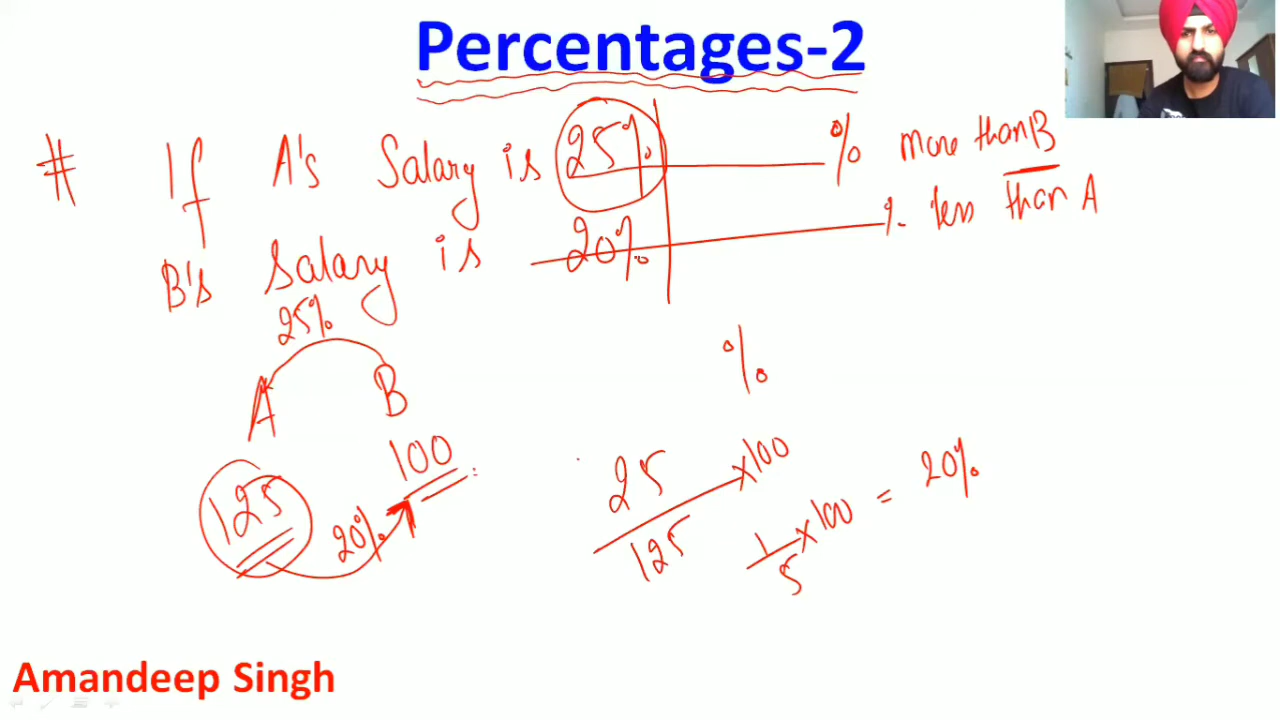 Percentages-2
# If A's Salary is 25% % more than B
B's salary is 20% % less than A
25%
A B
%
125 100
20%
25/125 ×100
1/5 ×100 = 20%
Amandeep Singh